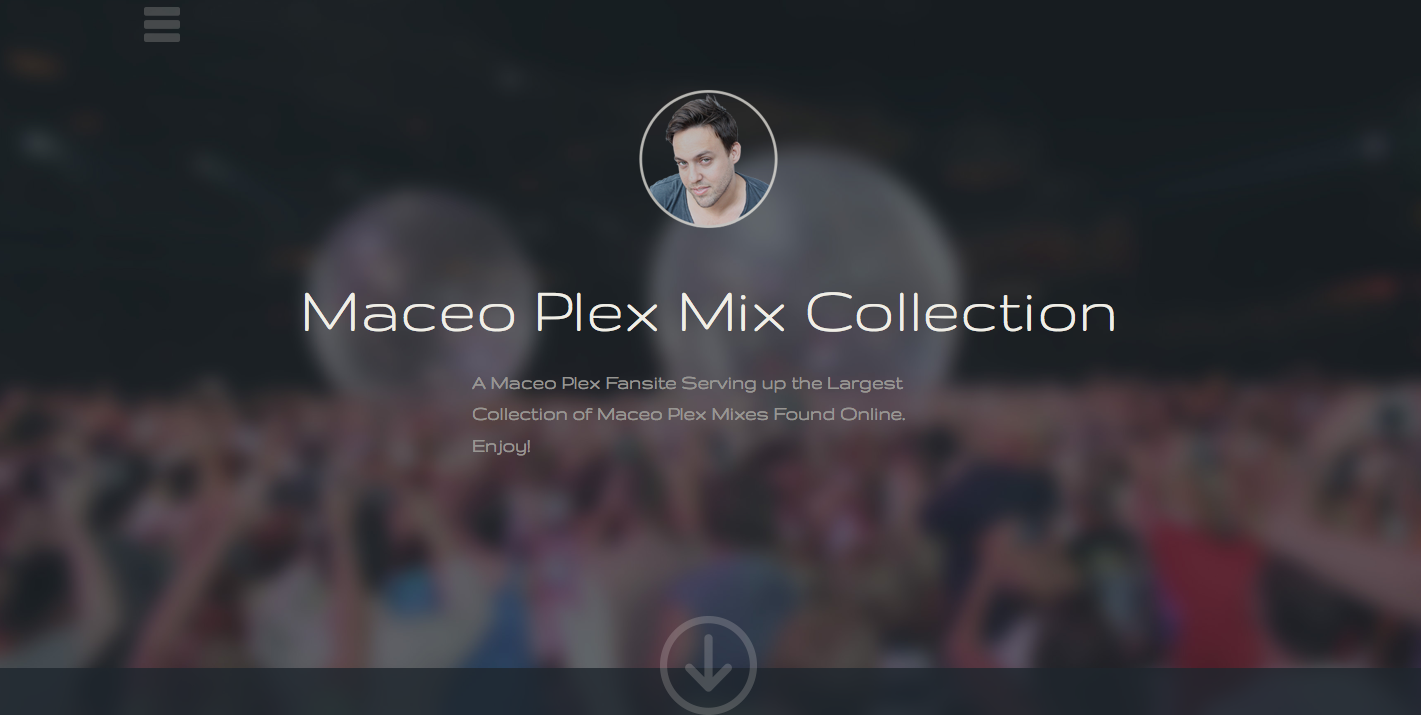 Maceo Plex Mix Collection
A Maceo Plex Fansite Serving up the Largest
Collection of Maceo Plex Mixes Found Online.
Enjoy!